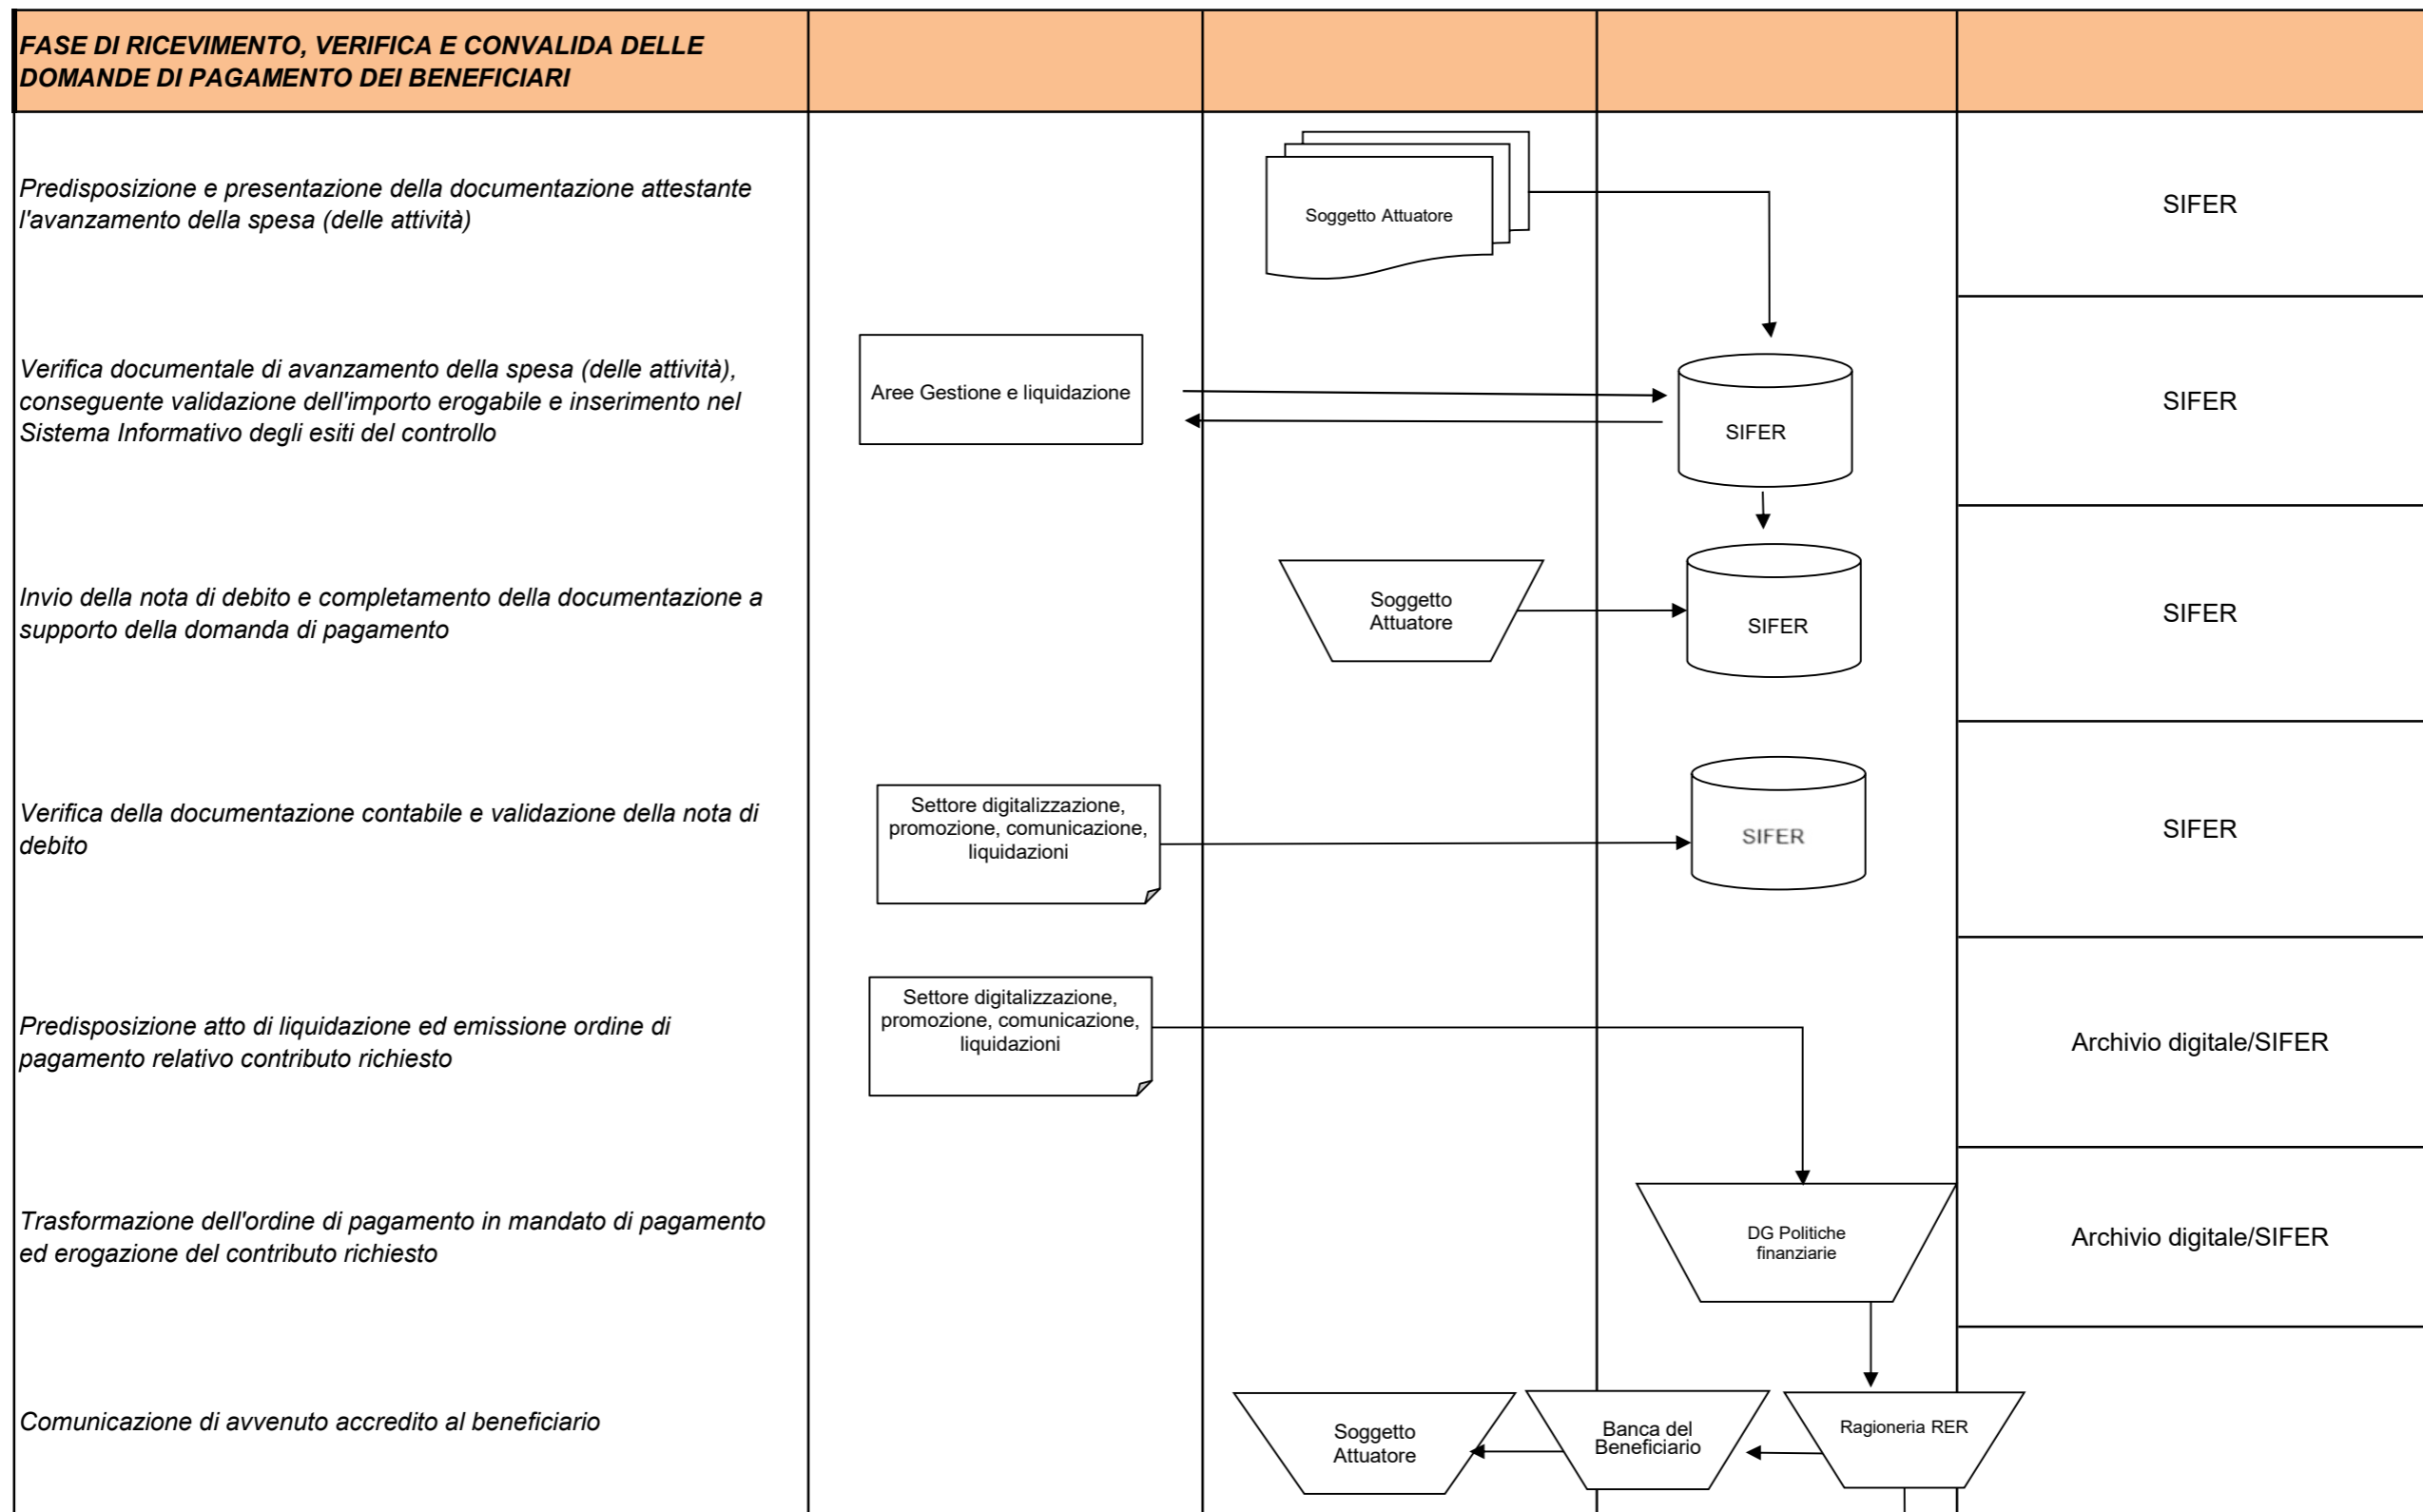 FASE DI RICEVIMENTO, VERIFICA E CONVALIDA DELLE
DOMANDE DI PAGAMENTO DEI BENEFICIARI
Predisposizione e presentazione della documentazione attestante
l'avanzamento della spesa (delle attività)
Soggetto Attuatore
SIFER
Verifica documentale di avanzamento della spesa (delle attività),
conseguente validazione dell'importo erogabile e inserimento nel
Sistema Informativo degli esiti del controllo
Aree Gestione e liquidazione
SIFER
SIFER
Invio della nota di debito e completamento della documentazione a
supporto della domanda di pagamento
Soggetto
Attuatore
SIFER
SIFER
Verifica della documentazione contabile e validazione della nota di
debito
Settore digitalizzazione,
promozione, comunicazione,
liquidazioni
SIFER
SIFER
Predisposizione atto di liquidazione ed emissione ordine di
pagamento relativo contributo richiesto
Settore digitalizzazione,
promozione, comunicazione,
liquidazioni
Archivio digitale/SIFER
Trasformazione dell'ordine di pagamento in mandato di pagamento
ed erogazione del contributo richiesto
DG Politiche
finanziarie
Archivio digitale/SIFER
Comunicazione di avvenuto accredito al beneficiario
Soggetto
Attuatore
Banca del
Beneficiario
Ragioneria RER